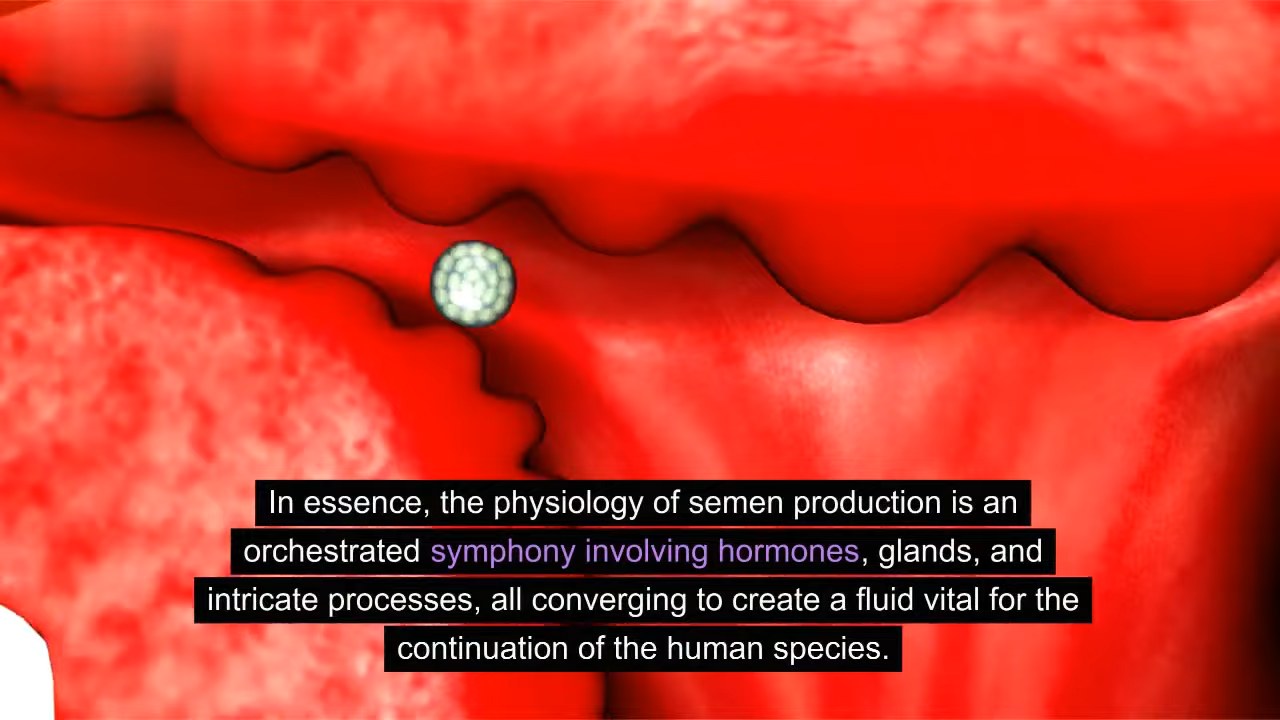 In essence, the physiology of semen production is an
orchestrated symphony involving hormones, glands, and
intricate processes, all converging to create a fluid vital for the
continuation of the human species.